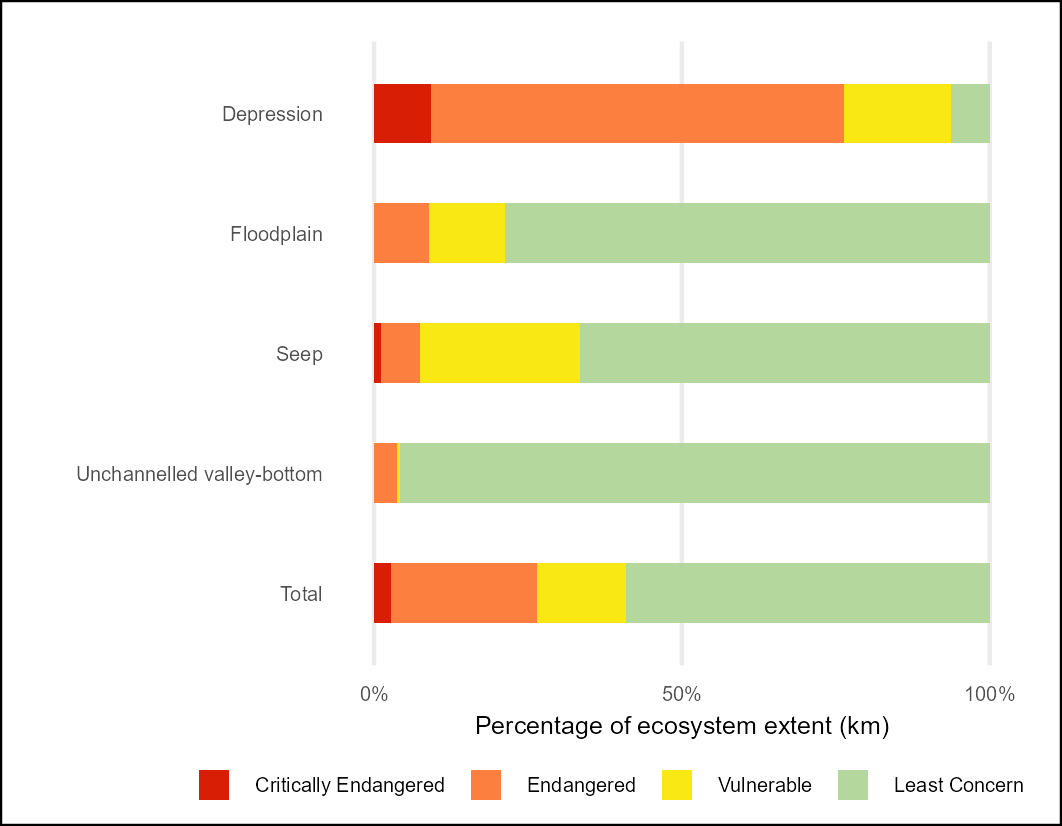 Depression
Floodplain
Seep
Unchannelled valley-bottom
Total
0% 50% 100%
Percentage of ecosystem extent (km)
Critically Endangered Endangered Vulnerable Least Concern